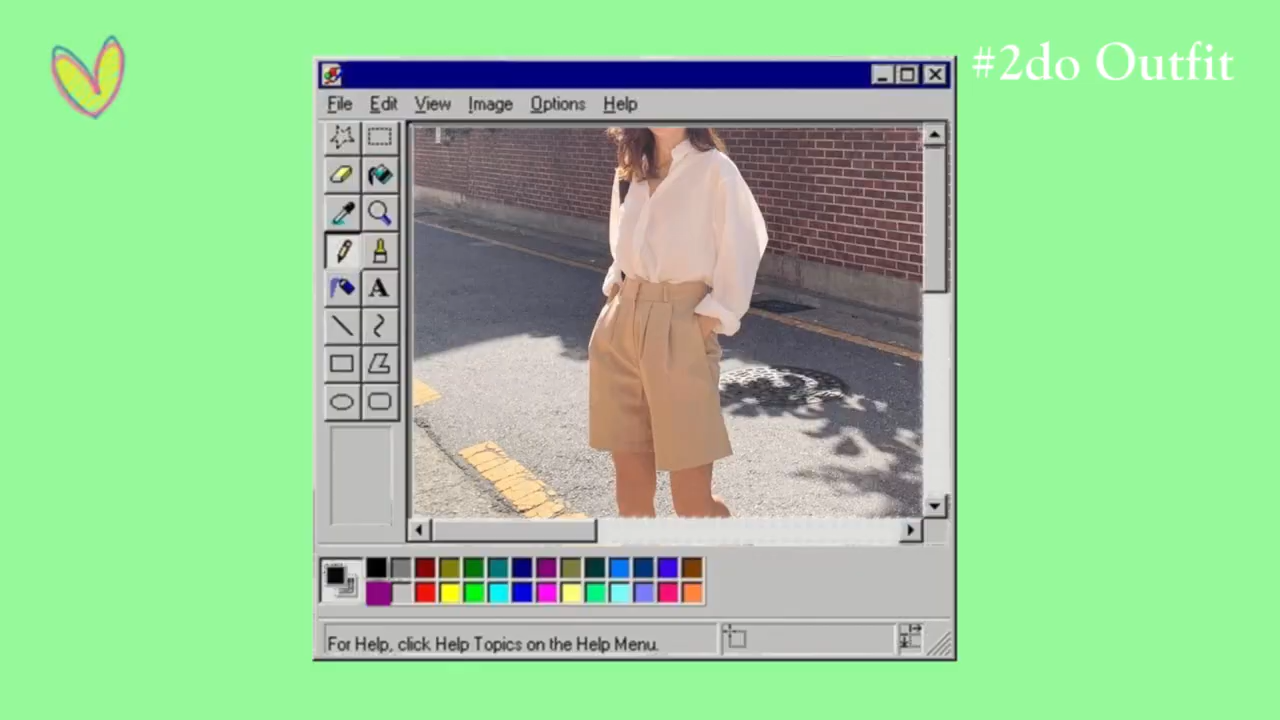 #2do Outfit
File Edit View Image Options Help
A
For Help, click Help Topics on the Help Menu.